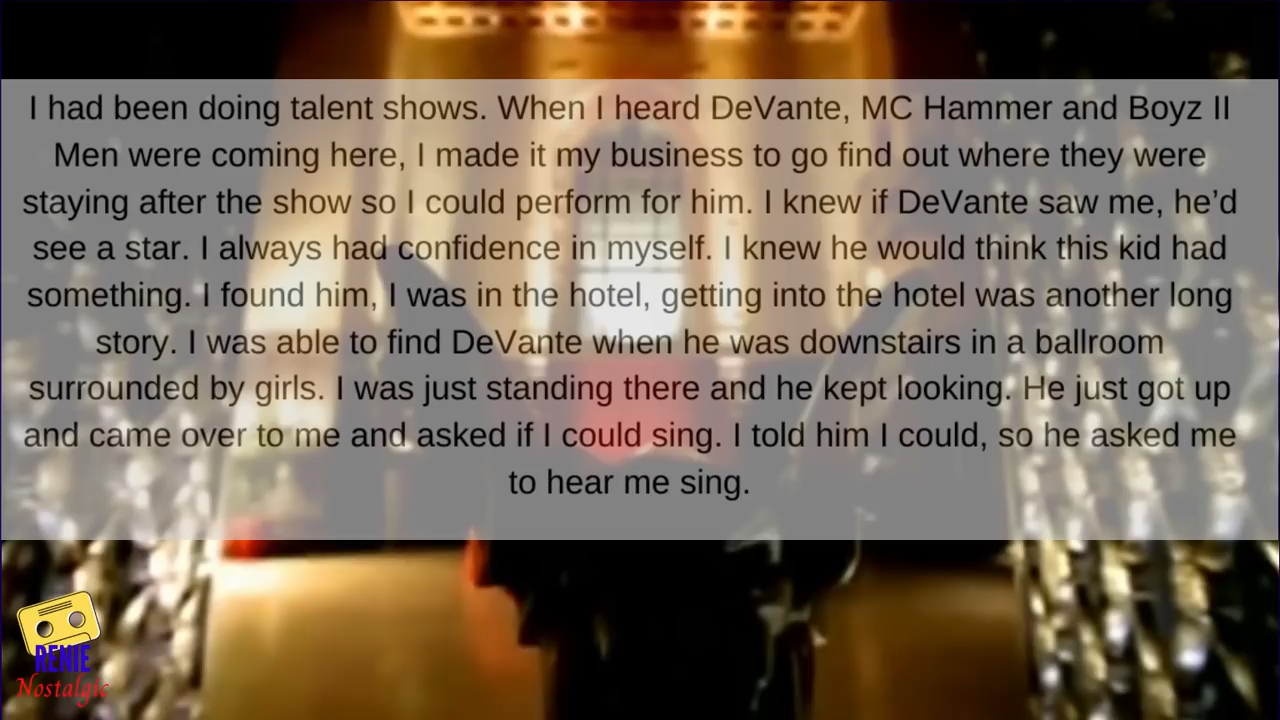 I had been doing talent shows. When I heard DeVante, MC Hammer and Boyz II
Men were coming here, I made it my business to go find out where they were
staying after the show so I could perform for him. I knew if DeVante saw me, he’d
see a star. I always had confidence in myself. I knew he would think this kid had
something. I found him, I was in the hotel, getting into the hotel was another long
story. I was able to find DeVante when he was downstairs in a ballroom
surrounded by girls. I was just standing there and he kept looking. He just got up
and came over to me and asked if I could sing. I told him I could, so he asked me
to hear me sing.
RENIE
Nostalgic